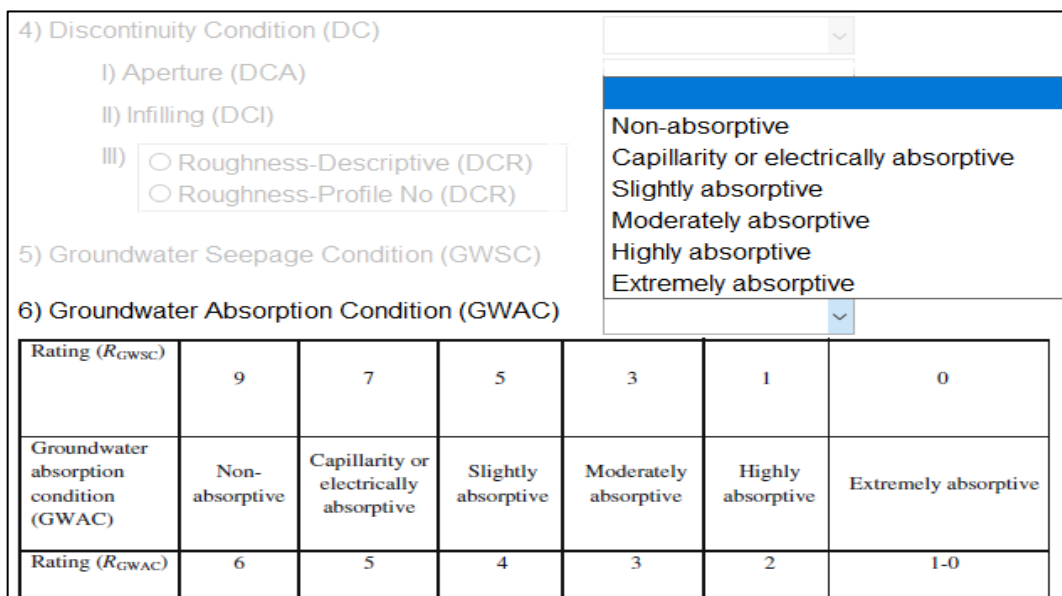 4) Discontinuity Condition (DC)
I) Aperture (DCA)
II) Infilling (DCI)
III)
Roughness-Descriptive (DCR)
Roughness-Profile No (DCR)
5) Groundwater Seepage Condition (GWSC)
Non-absorptive
Capillarity or electrically absorptive
Slightly absorptive
Moderately absorptive
Highly absorptive
Extremely absorptive
6) Groundwater Absorption Condition (GWAC)
Rating (RGWSC) 9 7 5 3 1 0
Groundwater
absorption
condition
(GWAC)
Non-
absorptive
Capillarity or
electrically
absorptive
Slightly
absorptive
Moderately
absorptive
Highly
absorptive
Extremely absorptive
Rating (RGWAC) 6 5 4 3 2 1-0